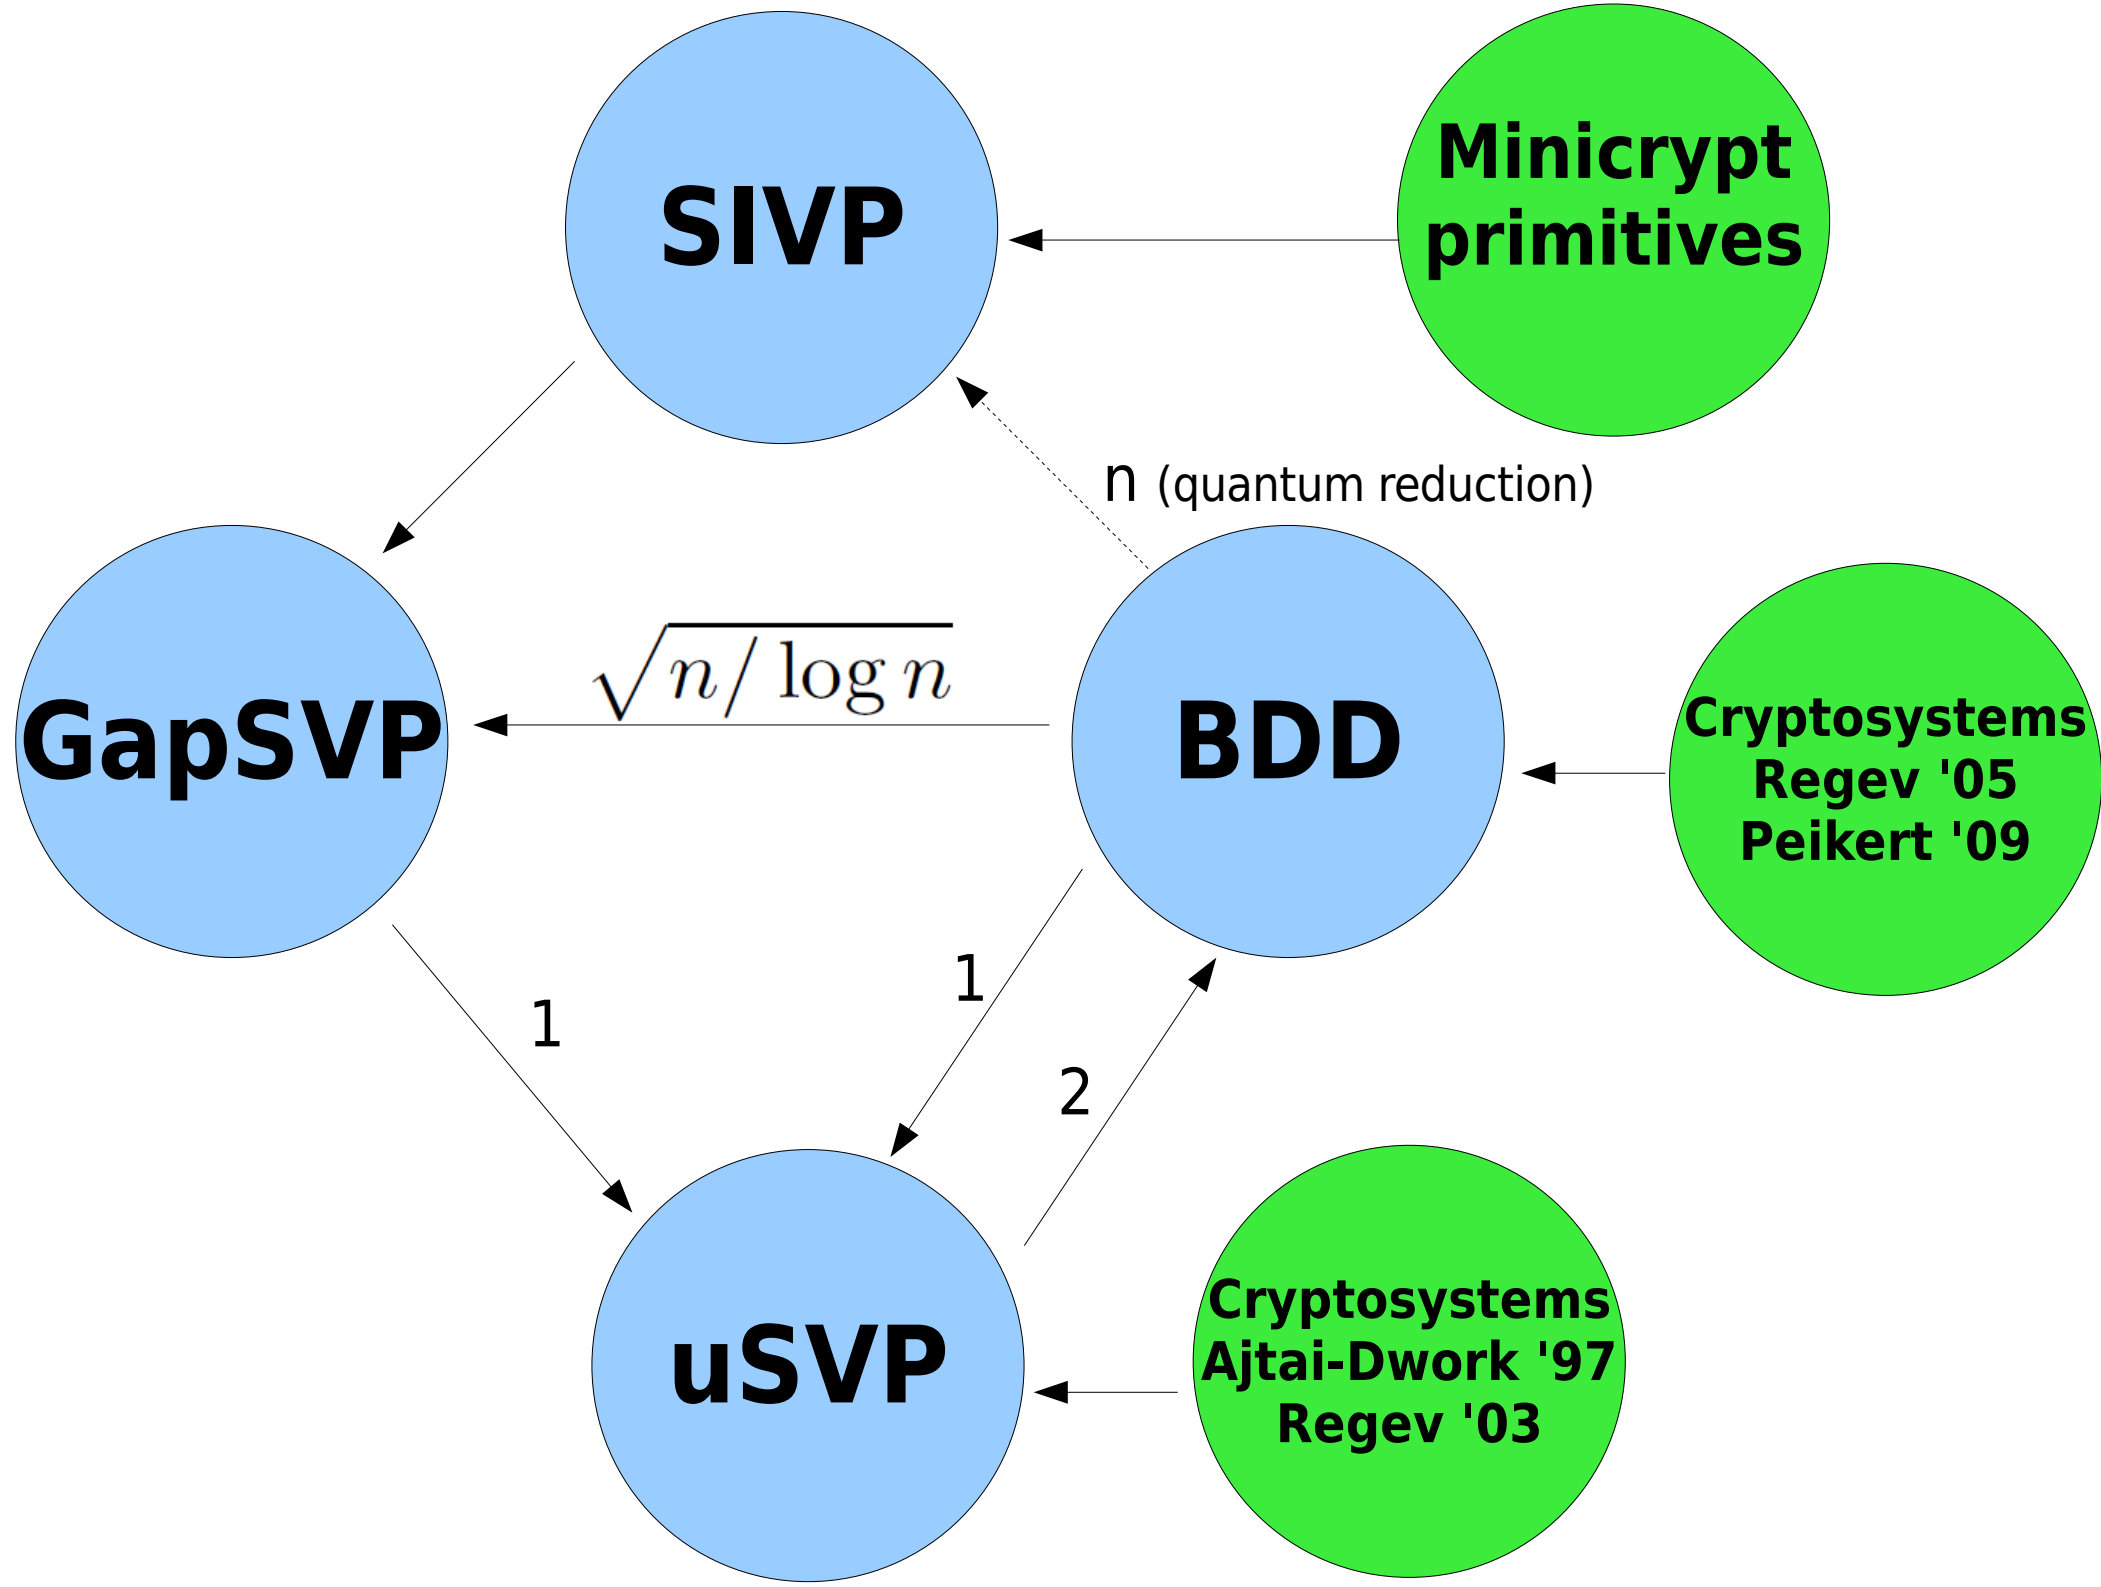 SIVP
Minicrypt
primitives
n (quantum reduction)
GapSVP
√n/ log n
BDD
Cryptosystems
Regev '05
Peikert '09
1
1
2
uSVP
Cryptosystems
Ajtai-Dwork '97
Regev '03